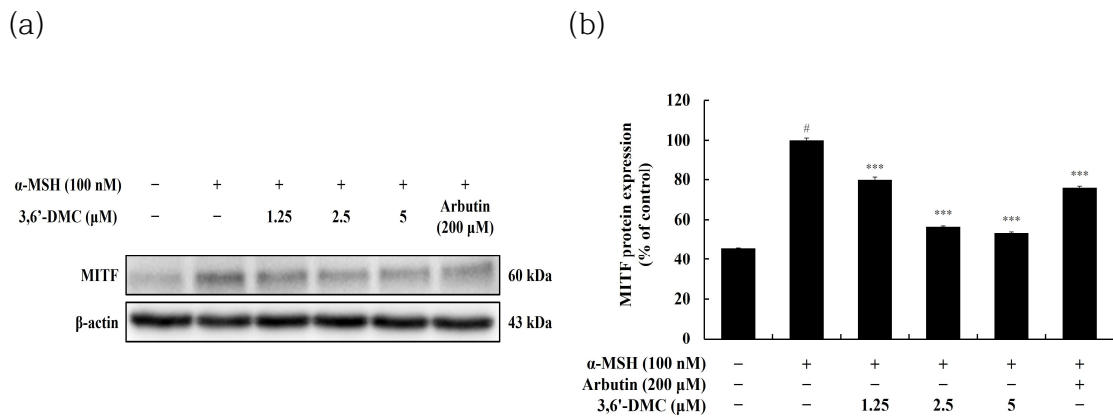 (a)
α-MSH (100 nM) − + + + + +
3,6’-DMC (μM) − − 1.25 2.5 5 Arbutin
(200 μM)
MITF 60 kDa
β-actin 43 kDa
(b)
MITF protein expression
(% of control)
120
100
80
60
40
20
0
#
***
***
***
***
α-MSH (100 nM) − + + + + +
Arbutin (200 μM) − − − − − +
3,6'-DMC (μM) − − 1.25 2.5 5 −